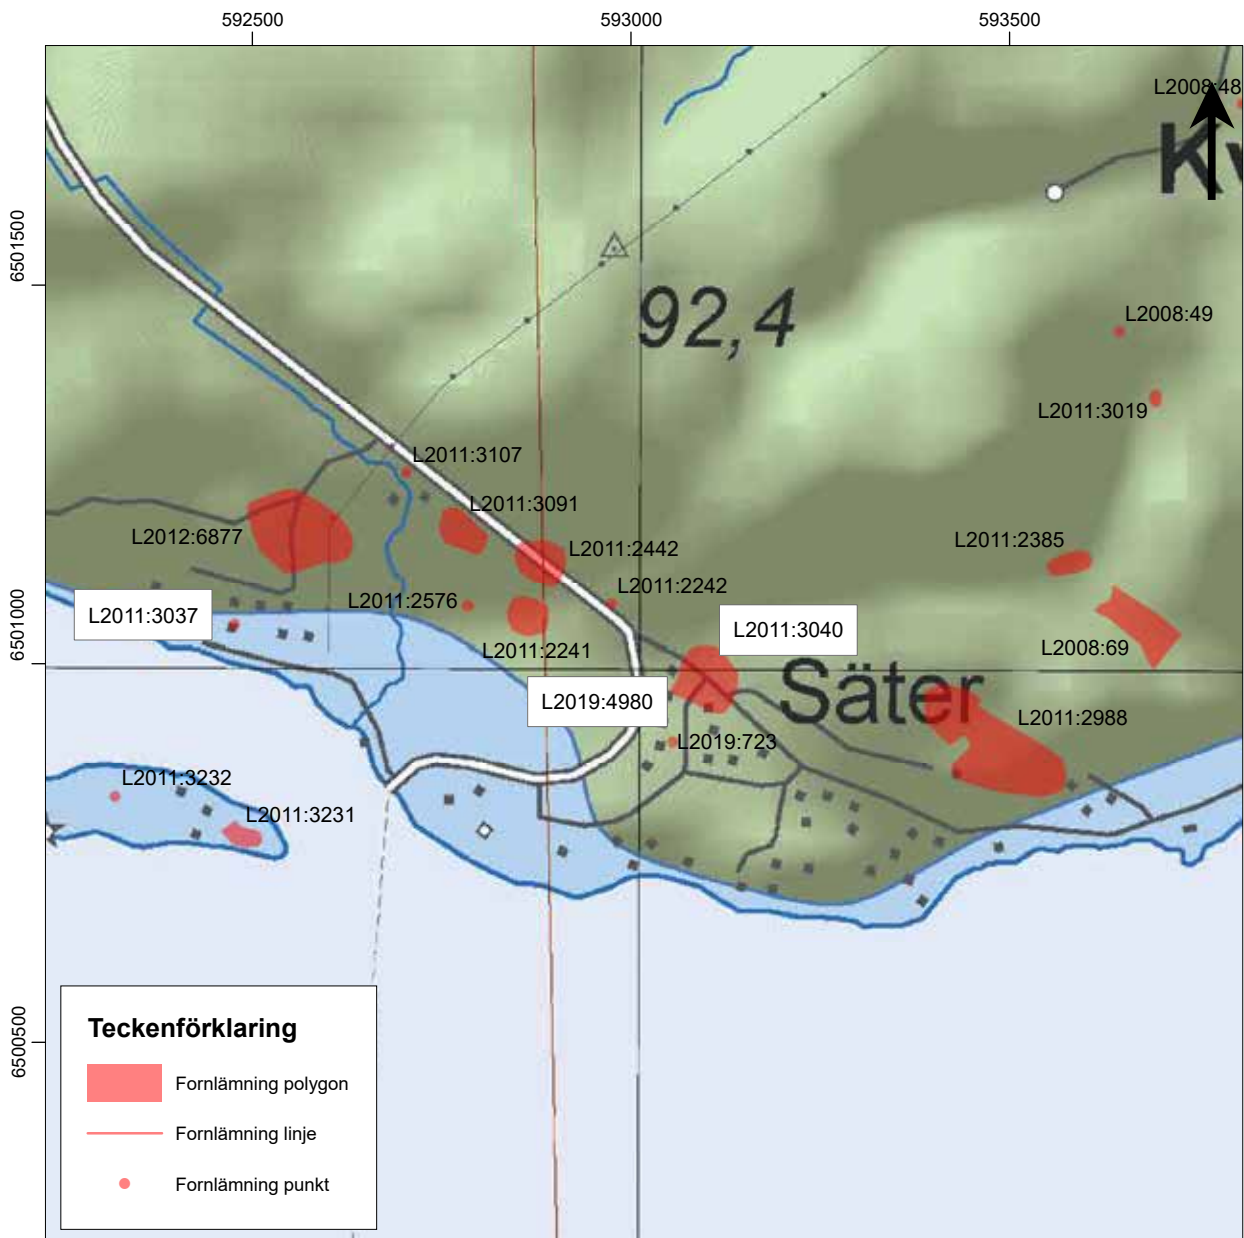 592500
593000
593500
L2008:48
Kv
6501500
92,4
L2008:49
L2011:3019
L2011:3107
L2011:3091
L2012:6877
L2011:2442
L2011:2385
L2011:2242
L2011:2576
6501000
L2011:3037
L2011:3040
L2011:2241
L2008:69
L2019:4980
Säter
L2011:2988
L2019:723
L2011:3232
L2011:3231
6500500
Teckenförklaring
Fornlämning polygon
Fornlämning linje
Fornlämning punkt